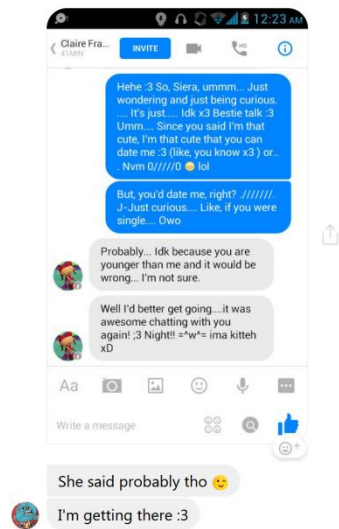 12:23 AM
Claire Fra...
41MIN
INVITE
HD
Hehe :3 So, Siera, ummm... Just
wondering and just being curious.
.... It's just..... Idk x3 Bestie talk :3
Umm.... Since you said I'm that
cute, I'm that cute that you can
date me :3 (like, you know x3 ) or..
. Nvm 0/////0 😌 lol
But, you'd date me, right? .///////.
J-Just curious.... Like, if you were
single.... Owo
Probably... Idk because you are
younger than me and it would be
wrong... I'm not sure.
Well I'd better get going....it was
awesome chatting with you
again! ;3 Night!! =^w^= ima kitteh
xD
Aa
Write a message
She said probably tho 😉
I'm getting there :3